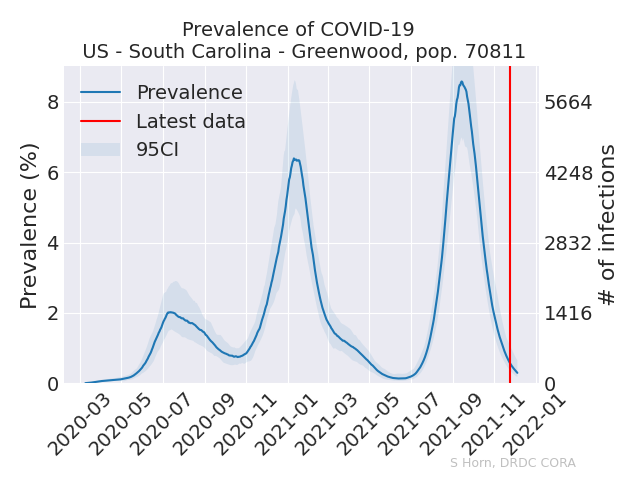 Prevalence of COVID-19
US - South Carolina - Greenwood, pop. 70811
Prevalence
Latest data
95CI
Prevalence (%)
8
6
4
2
0
5664
4248
2832
1416
0
# of infections
2020-03
2020-05
2020-07
2020-09
2020-11
2021-01
2021-03
2021-05
2021-07
2021-09
2021-11
2022-01
S Horn, DRDC CORA